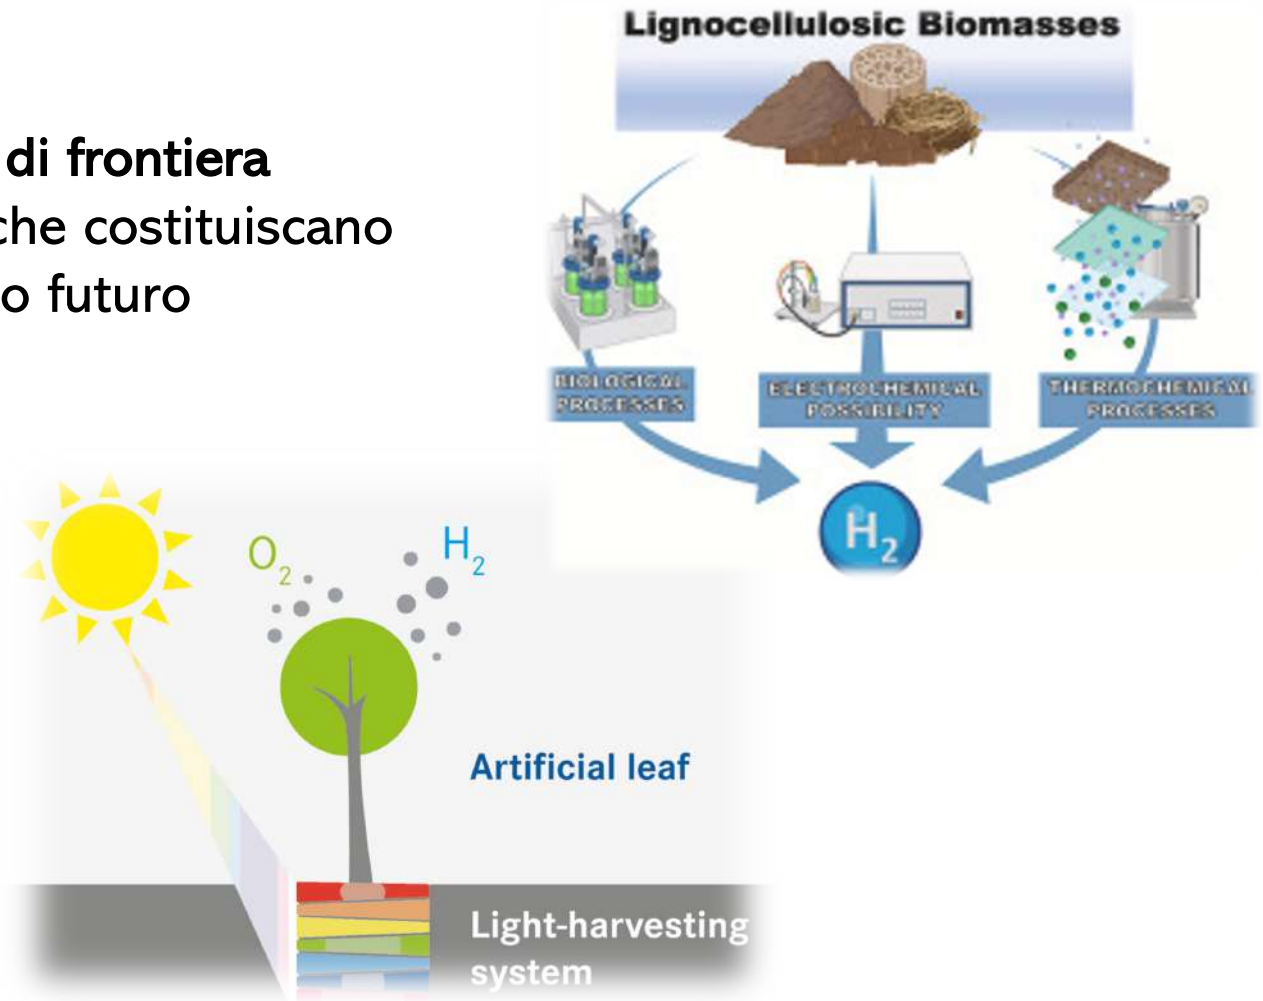 di frontiera
che costituiscano
o futuro
Lignocellulosic Biomasses
BIOLOGICAL
PROCESSES
ELECTROCHEMICAL
POSSIBILITY
THERMOCHEMICAL
PROCESSES
H2
O2
H2
Artificial leaf
Light-harvesting
system